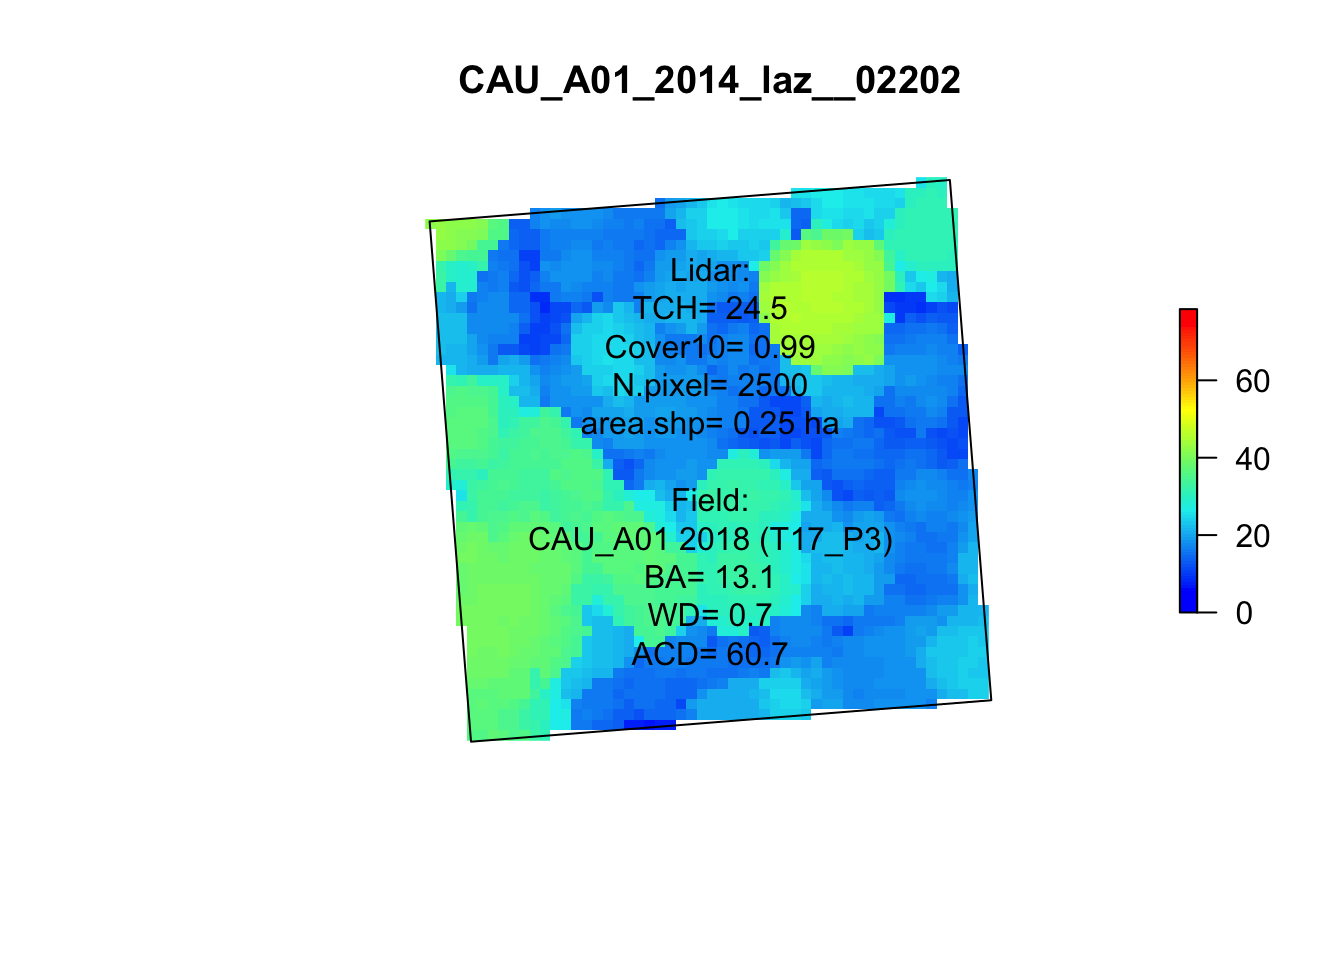 CAU_A01_2014_laz__02202
Lidar:
TCH= 24.5
Cover10= 0.99
N.pixel= 2500
area.shp= 0.25 ha
Field:
CAU_A01 2018 (T17_P3)
BA= 13.1
WD= 0.7
ACD= 60.7
60
40
20
0